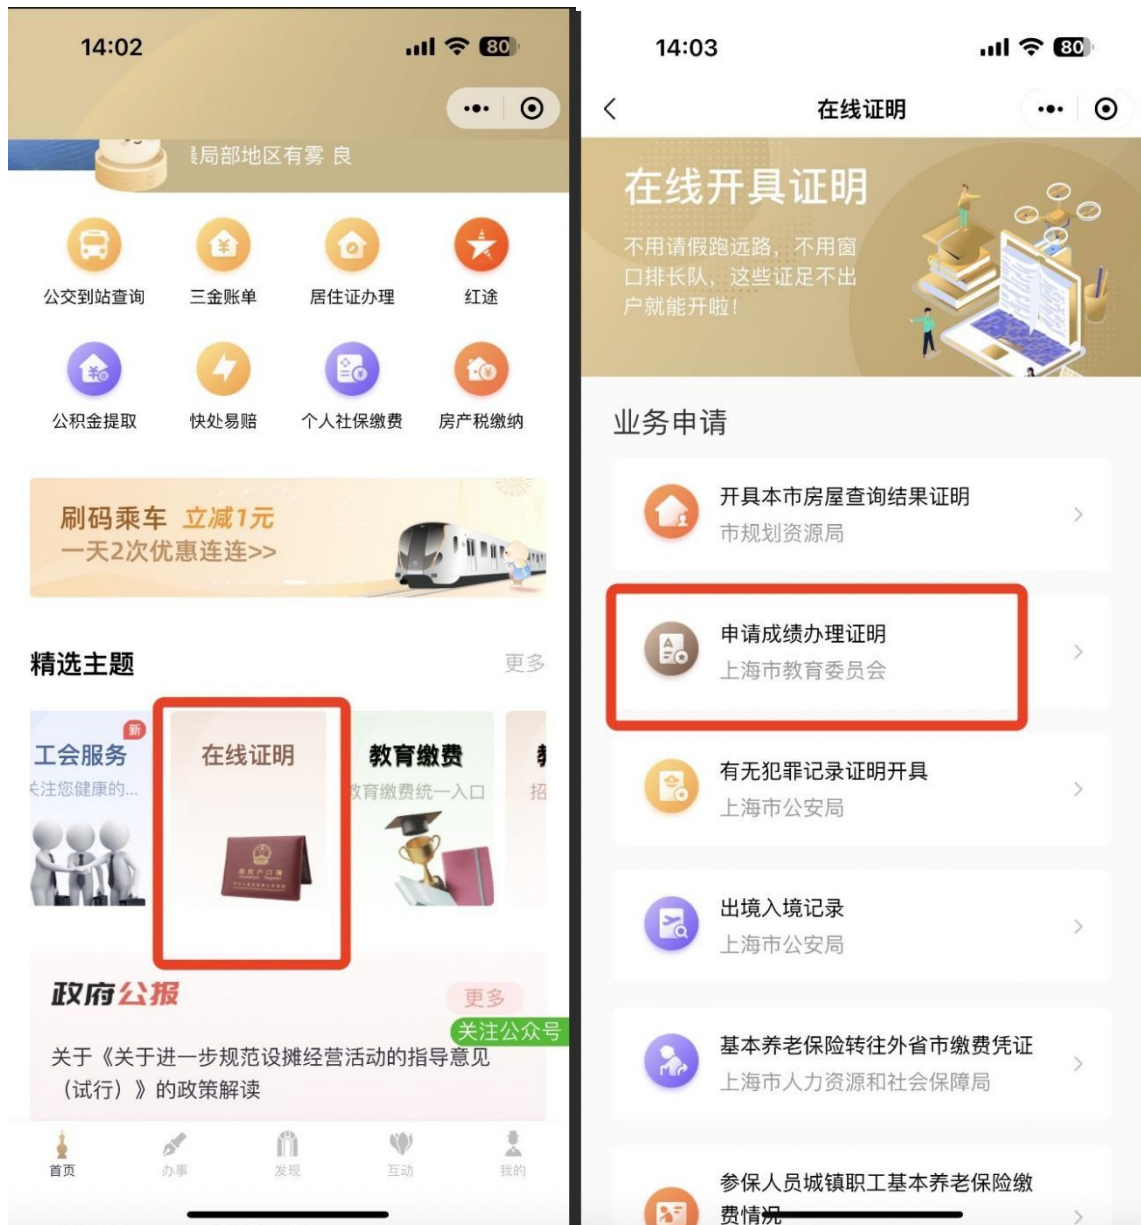 14:02
80
局部地区有雾 良
公交到站查询
三金账单
居住证办理
红途
公积金提取
快处易赔
个人社保缴费
房产税缴纳
刷码乘车 立减1元
一天2次优惠连连>>
精选主题
更多
新
工会服务
关注您健康的...
在线证明
教育缴费
教育缴费统一入口
招
居民户口簿
政府公报
更多
关注公众号
关于《关于进一步规范设摊经营活动的指导意见
（试行）》的政策解读
首页
办事
发现
互动
我的
14:03
80
在线证明
在线开具证明
不用请假跑远路，不用窗
口排长队，这些证足不出
户就能开啦！
业务申请
开具本市房屋查询结果证明
市规划资源局
申请成绩办理证明
上海市教育委员会
有无犯罪记录证明开具
上海市公安局
出境入境记录
上海市公安局
基本养老保险转往外省市缴费凭证
上海市人力资源和社会保障局
参保人员城镇职工基本养老保险缴
费情况